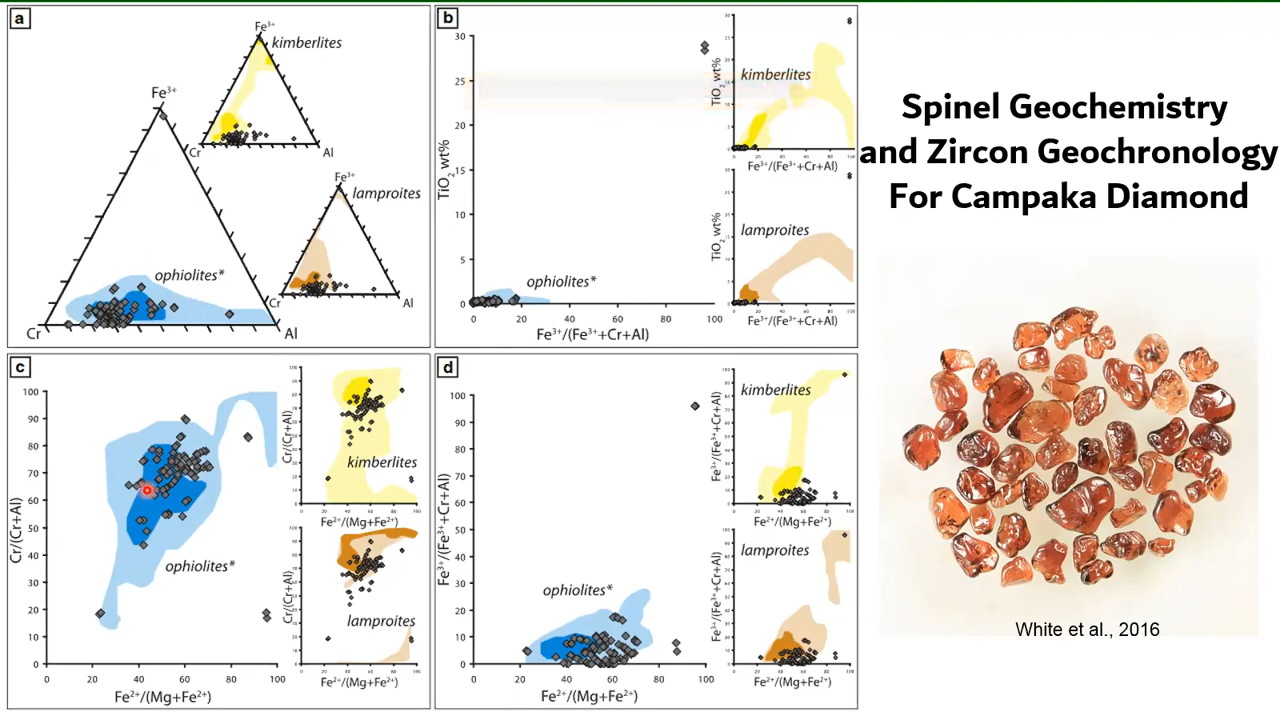 a
Fe³⁺
kimberlites
Cr
Al
Fe³⁺
lamproites
Cr
Al
Fe³⁺
ophiolites*
Cr
Al
b
30
25
20
15
10
5
0
TiO₂ wt%
ophiolites*
0 20 40 60 80 100
Fe³⁺/(Fe³⁺+Cr+Al)
kimberlites
TiO₂ wt%
Fe³⁺/(Fe³⁺+Cr+Al)
lamproites
TiO₂ wt%
Fe³⁺/(Fe³⁺+Cr+Al)
Spinel Geochemistry
and Zircon Geochronology
For Campaka Diamond
c
100
90
80
70
60
50
40
30
20
10
0
Cr/(Cr+Al)
ophiolites*
0 20 40 60 80 100
Fe²⁺/(Mg+Fe²⁺)
Cr/(Cr+Al)
kimberlites
Fe²⁺/(Mg+Fe²⁺)
Cr/(Cr+Al)
lamproites
Fe²⁺/(Mg+Fe²⁺)
d
100
90
80
70
60
50
40
30
20
10
0
Fe³⁺/(Fe³⁺+Cr+Al)
ophiolites*
0 20 40 60 80 100
Fe²⁺/(Mg+Fe²⁺)
kimberlites
Fe³⁺/(Fe³⁺+Cr+Al)
Fe²⁺/(Mg+Fe²⁺)
lamproites
Fe³⁺/(Fe³⁺+Cr+Al)
Fe²⁺/(Mg+Fe²⁺)
White et al., 2016